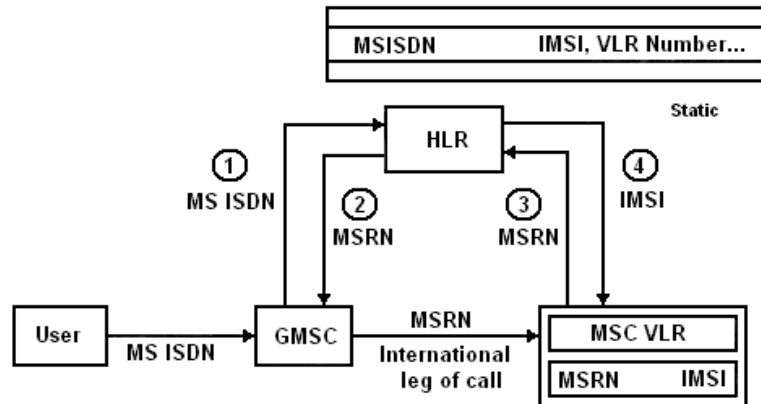 MSISDN IMSI, VLR Number...
Static
HLR
1
MS ISDN
2
MSRN
3
MSRN
4
IMSI
User
MS ISDN
GMSC
MSRN
International
leg of call
MSC VLR
MSRN IMSI